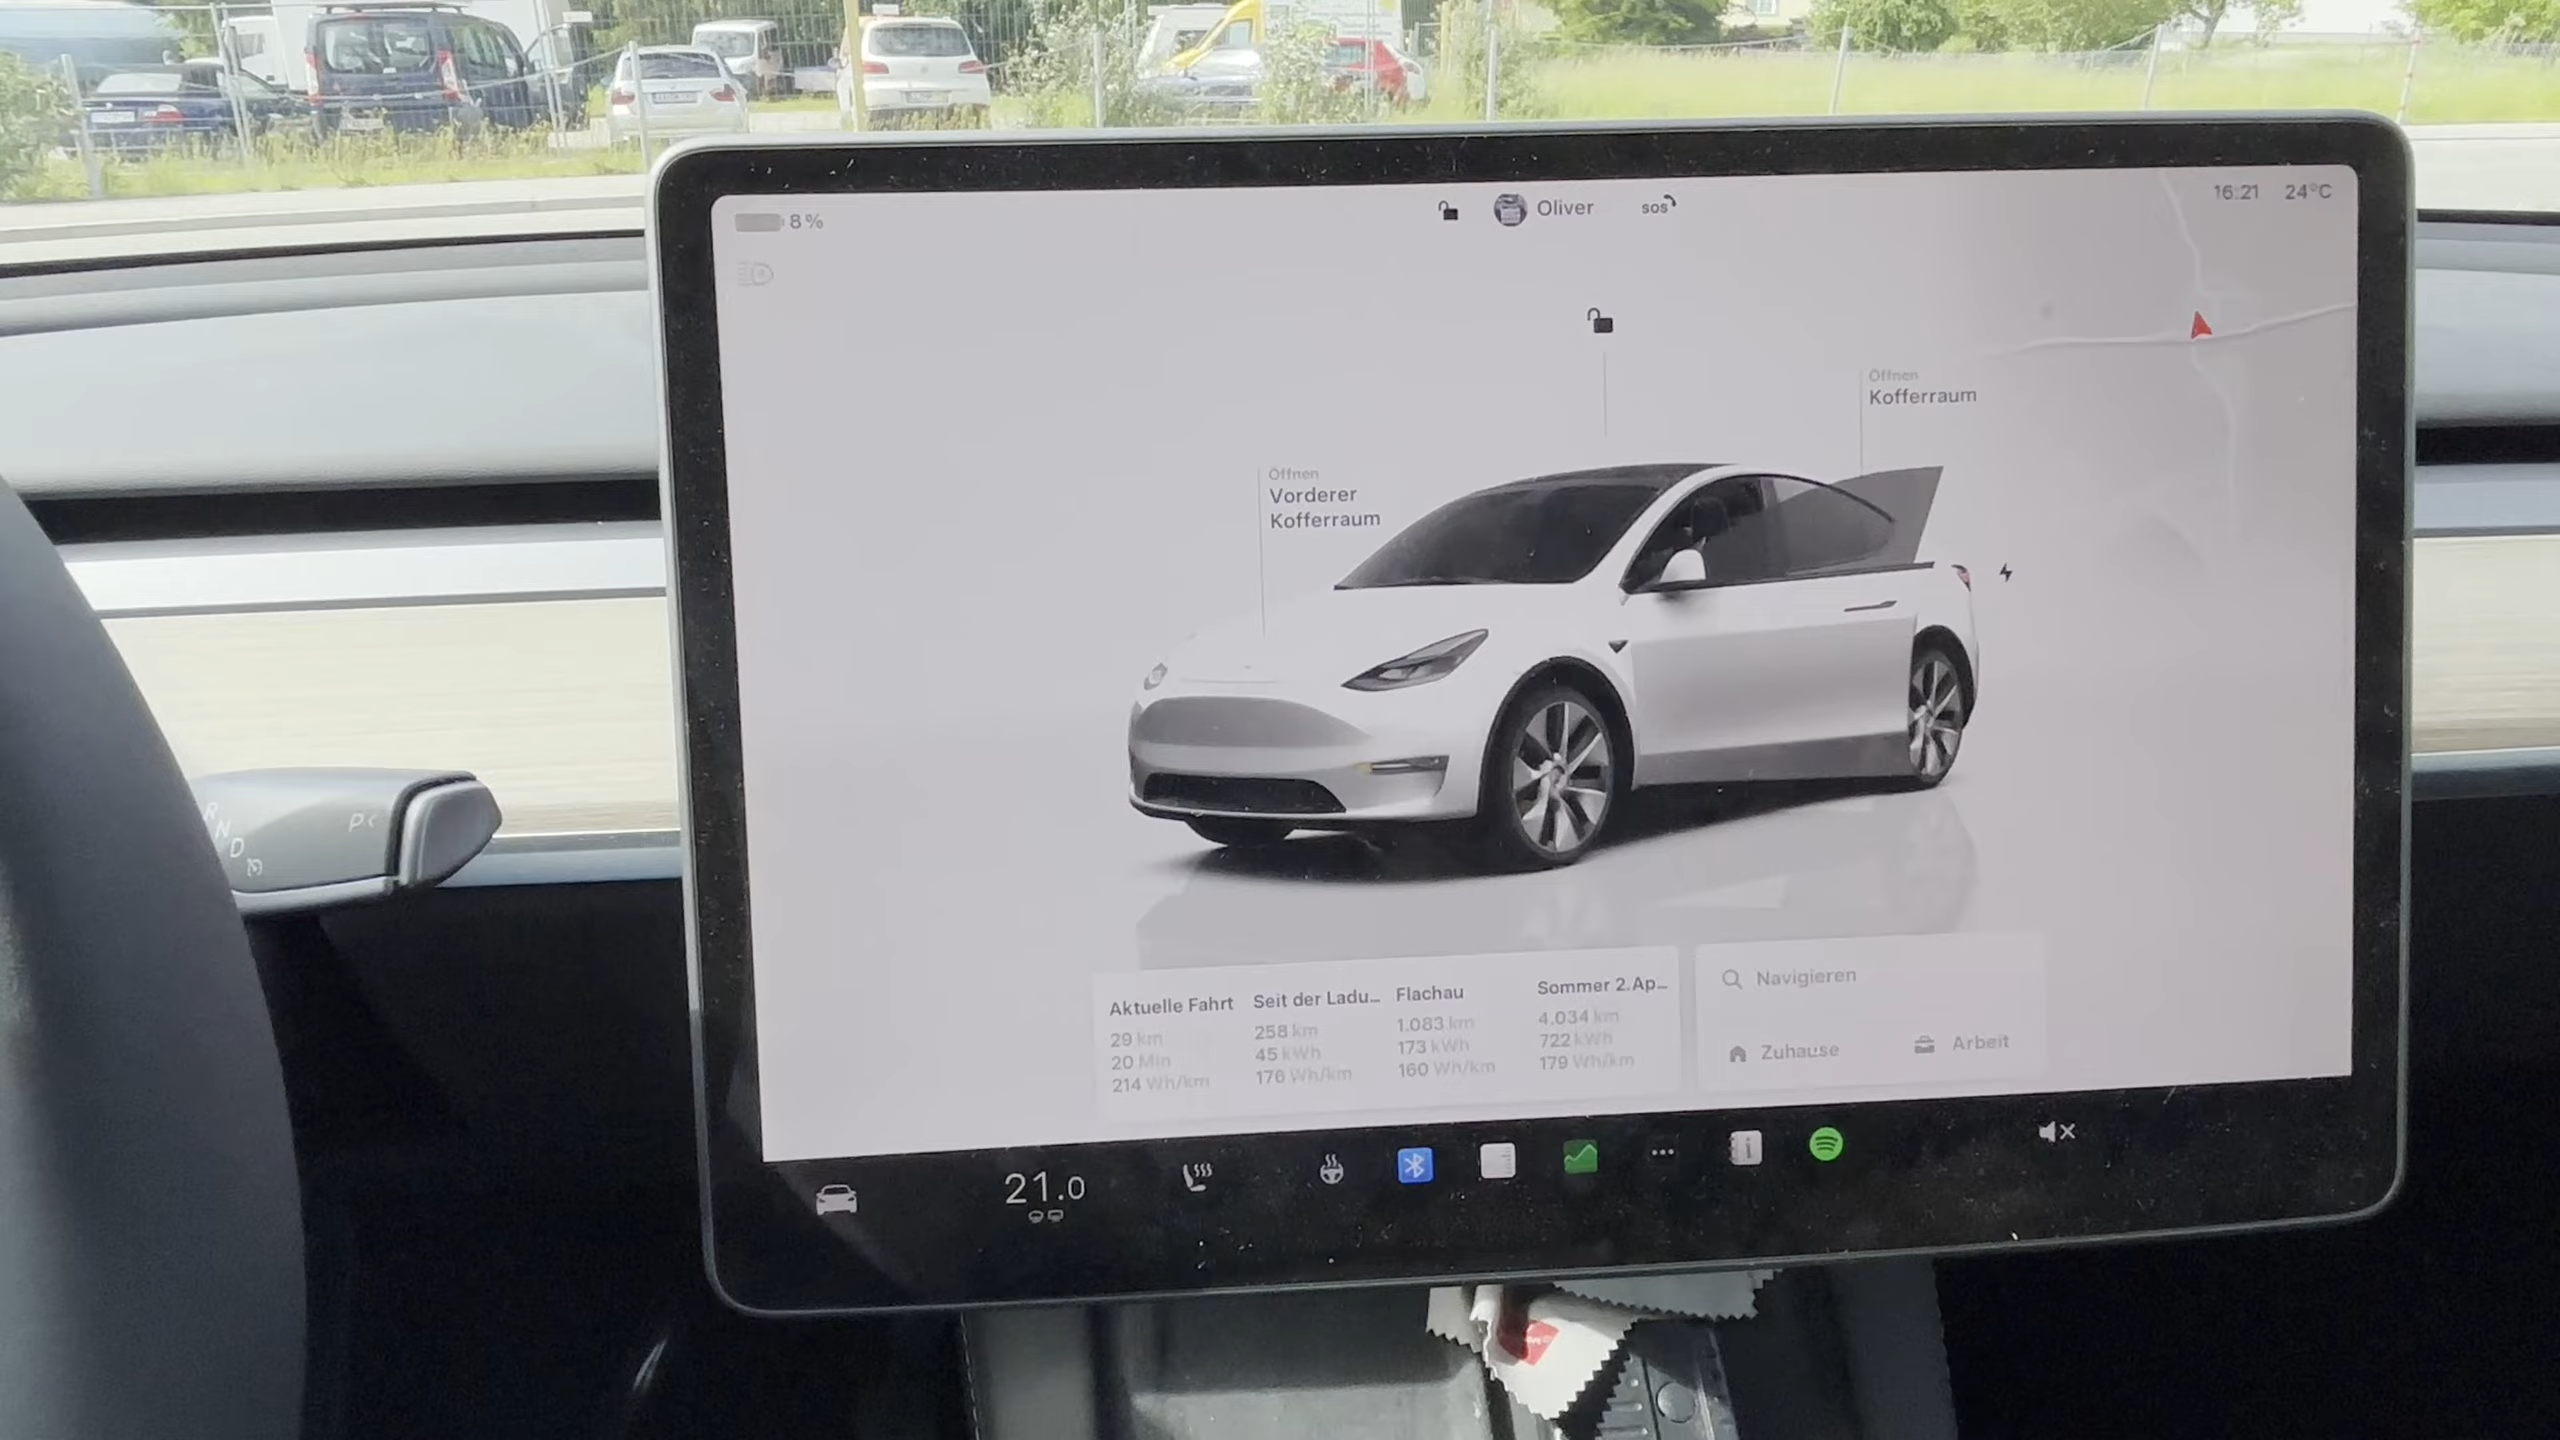 8 %
Oliver
SOS
16:21
24°C
Öffnen
Kofferraum
Öffnen
Vorderer
Kofferraum
R
N
D
P<
Aktuelle Fahrt
29 km
20 Min
214 Wh/km
Seit der Ladu...
258 km
45 kWh
176 Wh/km
Flachau
1.083 km
173 kWh
160 Wh/km
Sommer 2.Ap...
4.034 km
722 kWh
179 Wh/km
Navigieren
Zuhause
Arbeit
21.0